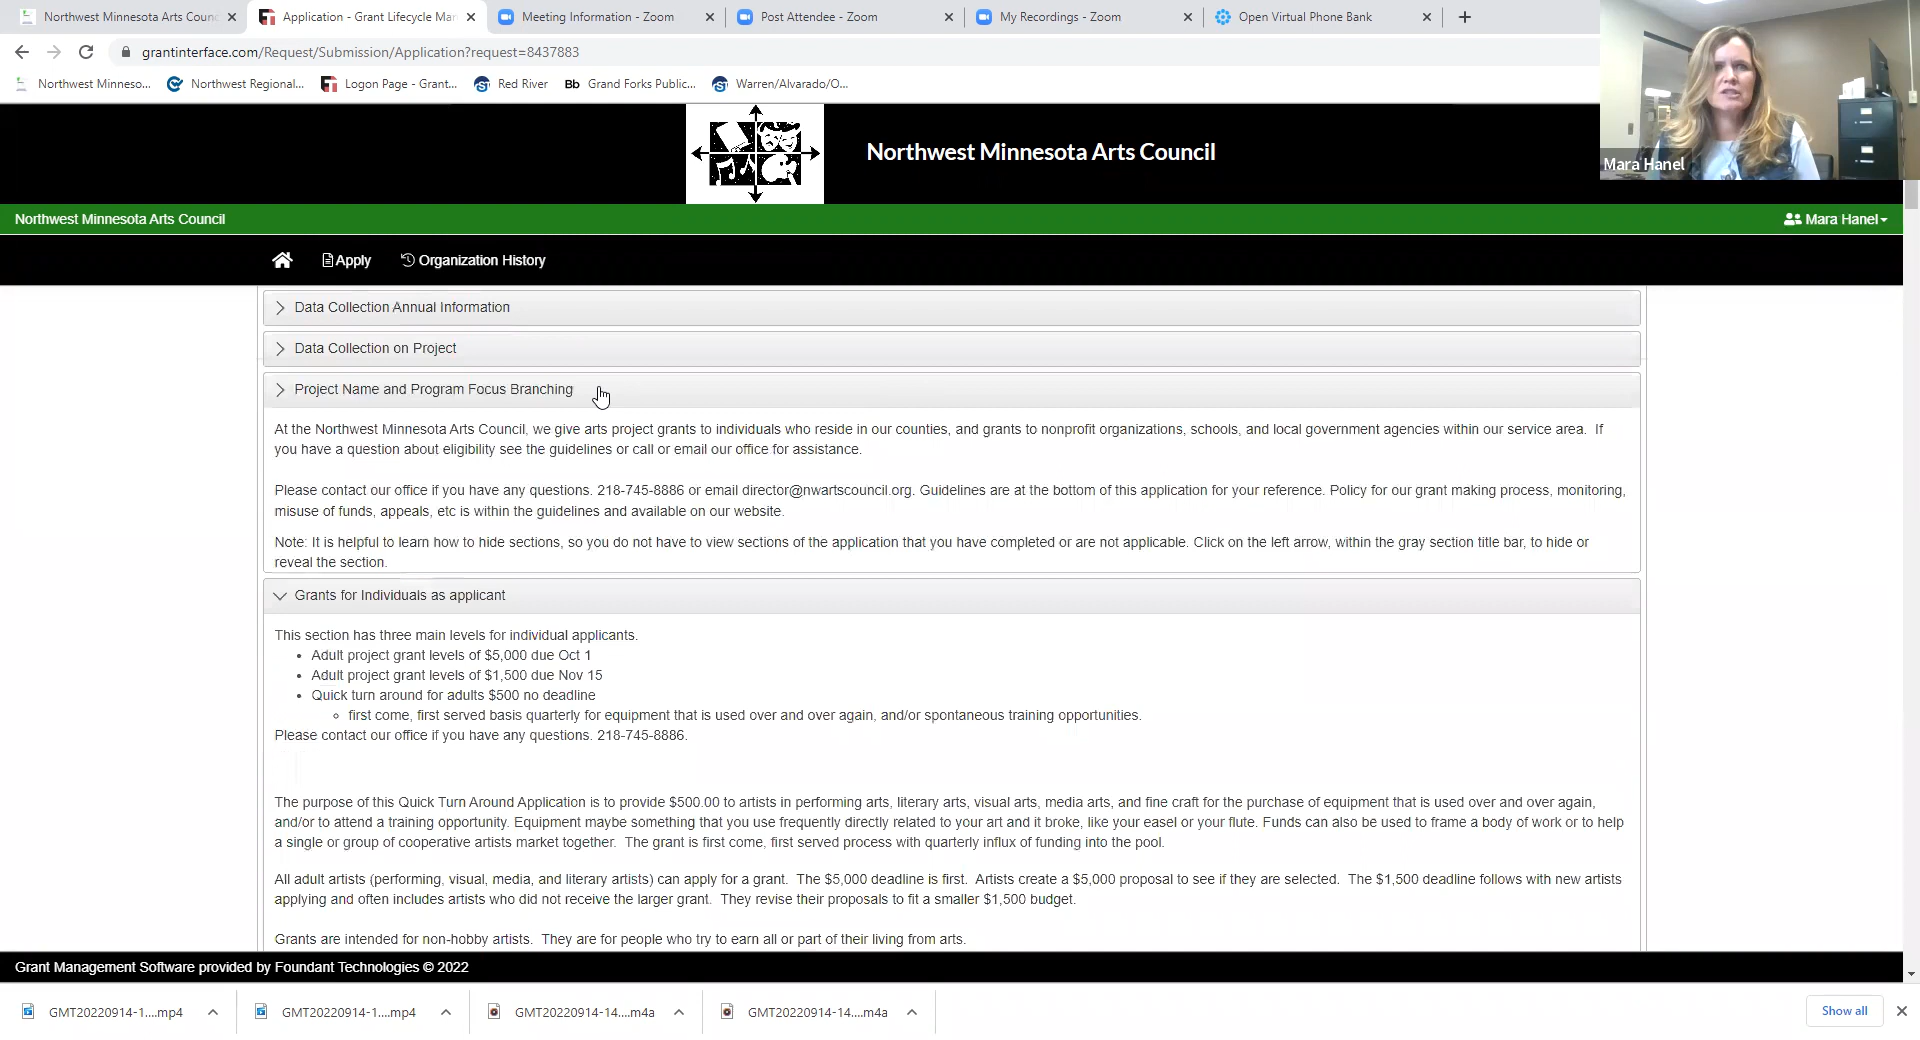 Northwest Minnesota Arts Counc
Application - Grant Lifecycle Mar
Meeting Information - Zoom
Post Attendee - Zoom
My Recordings - Zoom
Open Virtual Phone Bank
grantinterface.com/Request/Submission/Application?request=8437883
Northwest Minneso...
Northwest Regional...
Logon Page - Grant...
Red River
Bb Grand Forks Public...
Warren/Alvarado/O...
Northwest Minnesota Arts Council
Mara Hanel
Northwest Minnesota Arts Council
Mara Hanel
Apply
Organization History
Data Collection Annual Information
Data Collection on Project
Project Name and Program Focus Branching
At the Northwest Minnesota Arts Council, we give arts project grants to individuals who reside in our counties, and grants to nonprofit organizations, schools, and local government agencies within our service area. If
you have a question about eligibility see the guidelines or call or email our office for assistance.
Please contact our office if you have any questions. 218-745-8886 or email director@nwartscouncil.org. Guidelines are at the bottom of this application for your reference. Policy for our grant making process, monitoring,
misuse of funds, appeals, etc is within the guidelines and available on our website.
Note: It is helpful to learn how to hide sections, so you do not have to view sections of the application that you have completed or are not applicable. Click on the left arrow, within the gray section title bar, to hide or
reveal the section.
Grants for Individuals as applicant
This section has three main levels for individual applicants.
• Adult project grant levels of $5,000 due Oct 1
• Adult project grant levels of $1,500 due Nov 15
• Quick turn around for adults $500 no deadline
first come, first served basis quarterly for equipment that is used over and over again, and/or spontaneous training opportunities.
Please contact our office if you have any questions. 218-745-8886.
The purpose of this Quick Turn Around Application is to provide $500.00 to artists in performing arts, literary arts, visual arts, media arts, and fine craft for the purchase of equipment that is used over and over again,
and/or to attend a training opportunity. Equipment maybe something that you use frequently directly related to your art and it broke, like your easel or your flute. Funds can also be used to frame a body of work or to help
a single or group of cooperative artists market together. The grant is first come, first served process with quarterly influx of funding into the pool.
All adult artists (performing, visual, media, and literary artists) can apply for a grant. The $5,000 deadline is first. Artists create a $5,000 proposal to see if they are selected. The $1,500 deadline follows with new artists
applying and often includes artists who did not receive the larger grant. They revise their proposals to fit a smaller $1,500 budget.
Grants are intended for non-hobby artists. They are for people who try to earn all or part of their living from arts.
Grant Management Software provided by Foundant Technologies © 2022
GMT20220914-1....mp4
GMT20220914-1....mp4
GMT20220914-14....m4a
GMT20220914-14....m4a
Show all